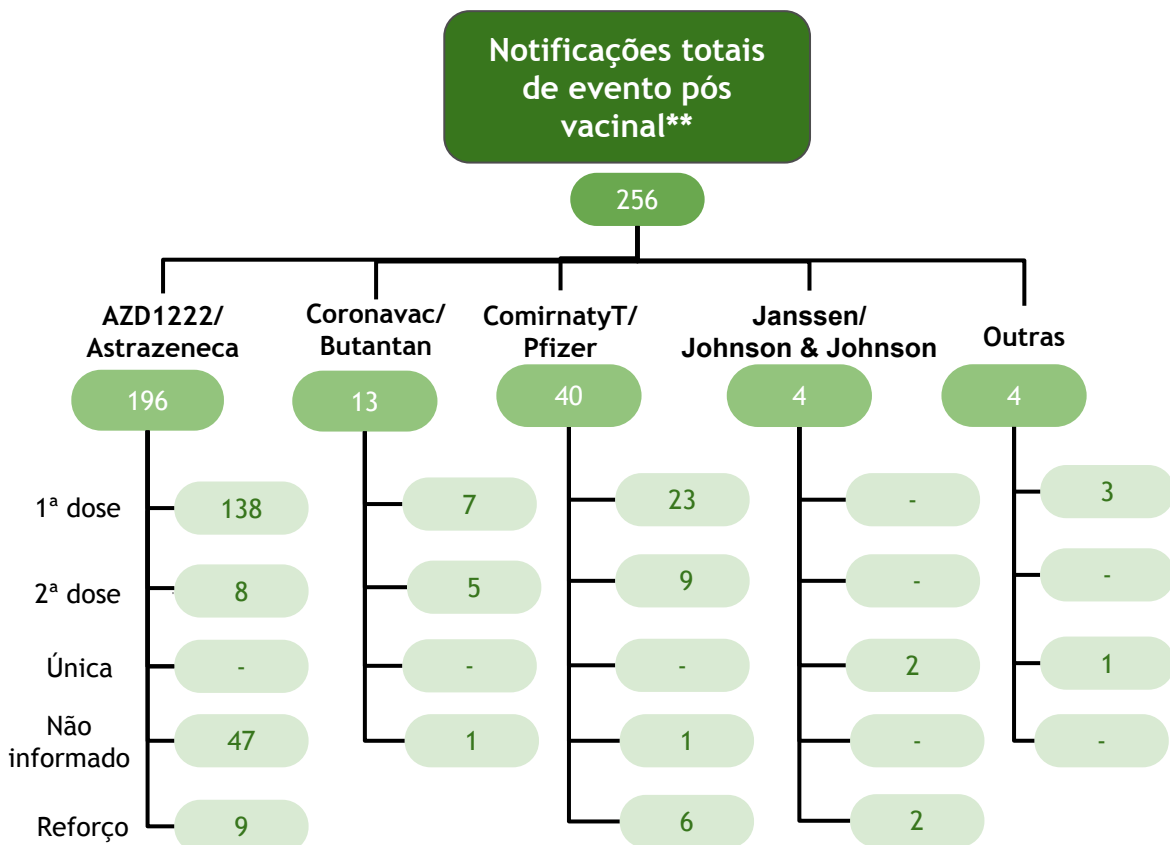 Notificações totais
de evento pós
vacinal**
256
AZD1222/
Astrazeneca
Coronavac/
Butantan
ComirnatyT/
Pfizer
Janssen/
Johnson & Johnson
Outras
196
13
40
4
4
1ª dose
138
7
23
-
3
2ª dose
8
5
9
-
-
Única
-
-
-
2
1
Não
informado
47
1
1
-
-
Reforço
9
6
2